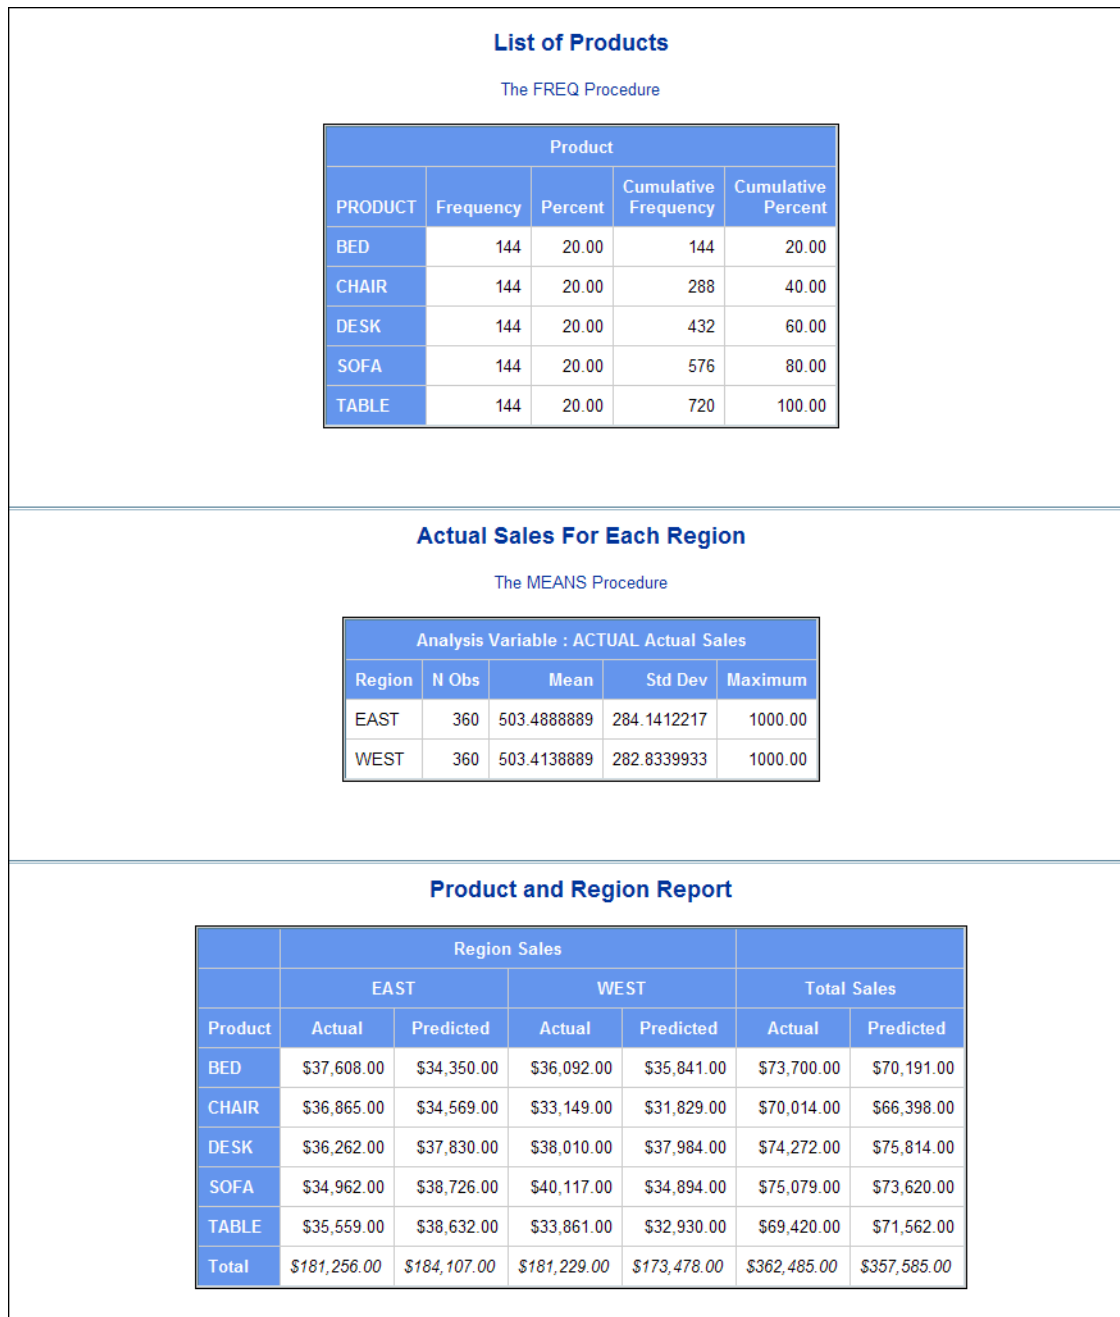 List of Products
The FREQ Procedure
Product
PRODUCT Frequency Percent Cumulative Frequency Cumulative Percent
BED 144 20.00 144 20.00
CHAIR 144 20.00 288 40.00
DESK 144 20.00 432 60.00
SOFA 144 20.00 576 80.00
TABLE 144 20.00 720 100.00
Actual Sales For Each Region
The MEANS Procedure
Analysis Variable : ACTUAL Actual Sales
Region N Obs Mean Std Dev Maximum
EAST 360 503.4888889 284.1412217 1000.00
WEST 360 503.4138889 282.8339933 1000.00
Product and Region Report
Region Sales
EAST WEST Total Sales
Product Actual Predicted Actual Predicted Actual Predicted
BED $37,608.00 $34,350.00 $36,092.00 $35,841.00 $73,700.00 $70,191.00
CHAIR $36,865.00 $34,569.00 $33,149.00 $31,829.00 $70,014.00 $66,398.00
DESK $36,262.00 $37,830.00 $38,010.00 $37,984.00 $74,272.00 $75,814.00
SOFA $34,962.00 $38,726.00 $40,117.00 $34,894.00 $75,079.00 $73,620.00
TABLE $35,559.00 $38,632.00 $33,861.00 $32,930.00 $69,420.00 $71,562.00
Total $181,256.00 $184,107.00 $181,229.00 $173,478.00 $362,485.00 $357,585.00